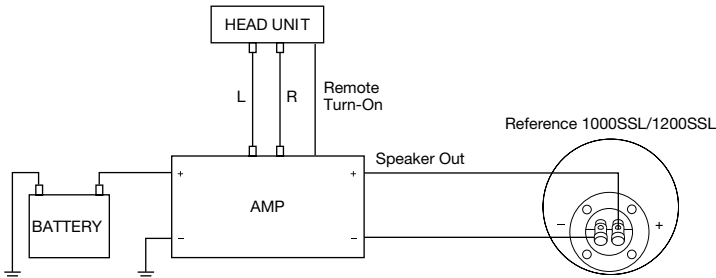 HEAD UNIT
L
R
Remote
Turn-On
Reference 1000SSL/1200SSL
Speaker Out
+
+
AMP
BATTERY
–
–
–
+